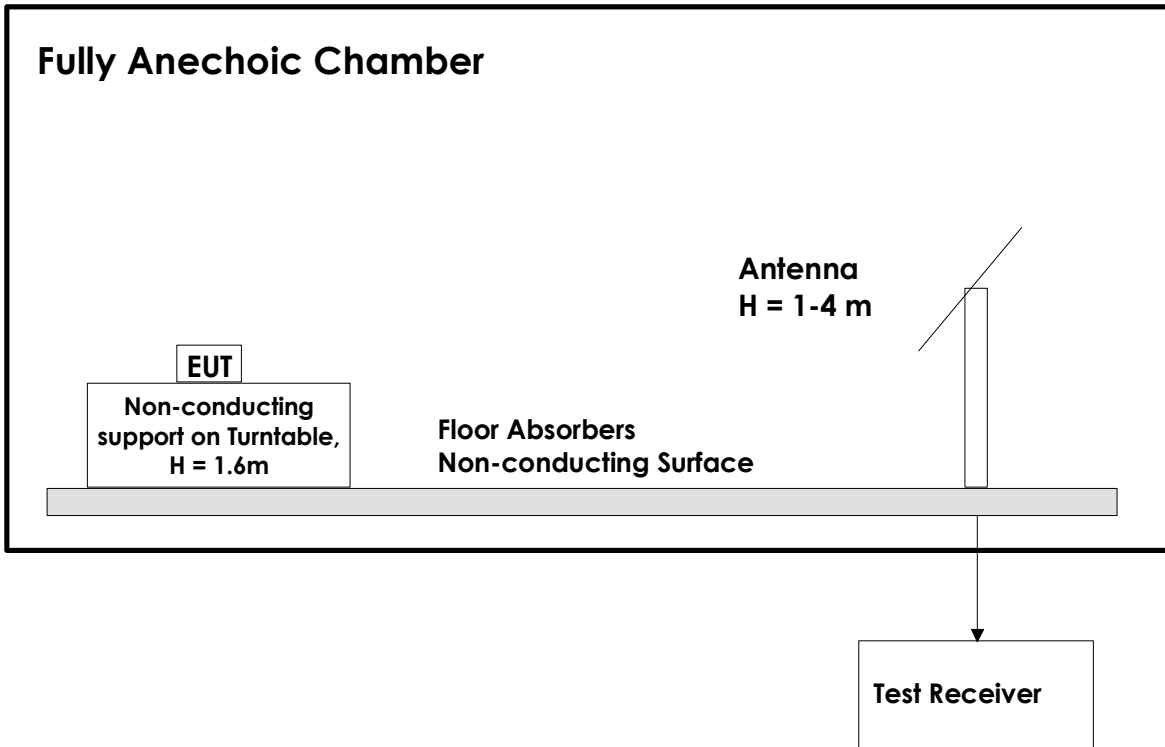 Fully Anechoic Chamber
Antenna
H = 1-4 m
EUT
Non-conducting
support on Turntable,
H = 1.6m
Floor Absorbers
Non-conducting Surface
Test Receiver